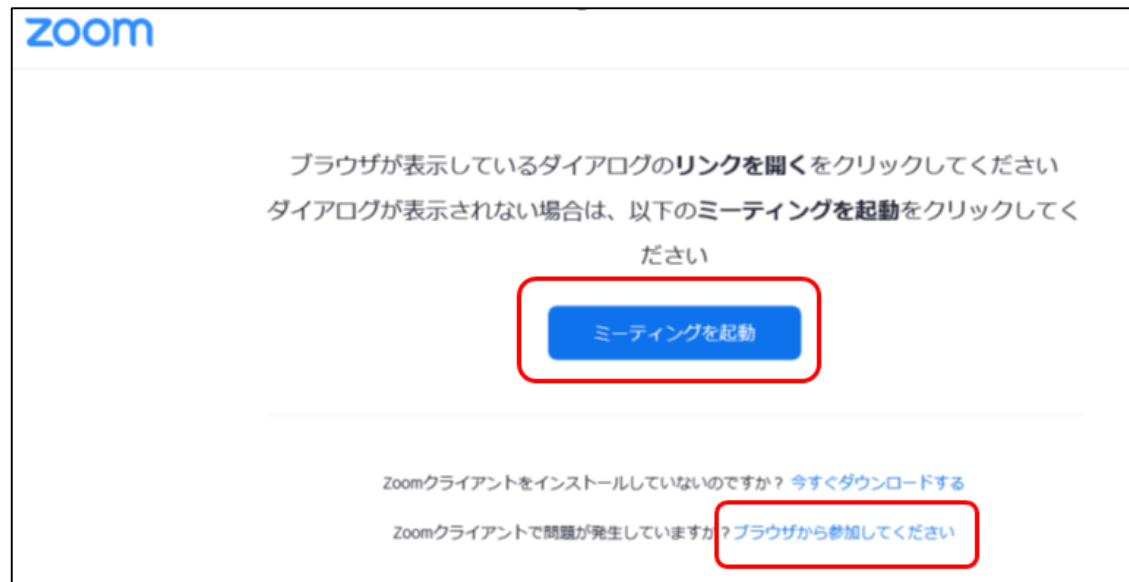 zoom
ブラウザが表示しているダイアログのリンクを開くをクリックしてください
ダイアログが表示されない場合は、以下のミーティングを起動をクリックしてく
ださい
ミーティングを起動
Zoomクライアントをインストールしていないのですか？今すぐダウンロードする
Zoomクライアントで問題が発生していますか？ブラウザから参加してください